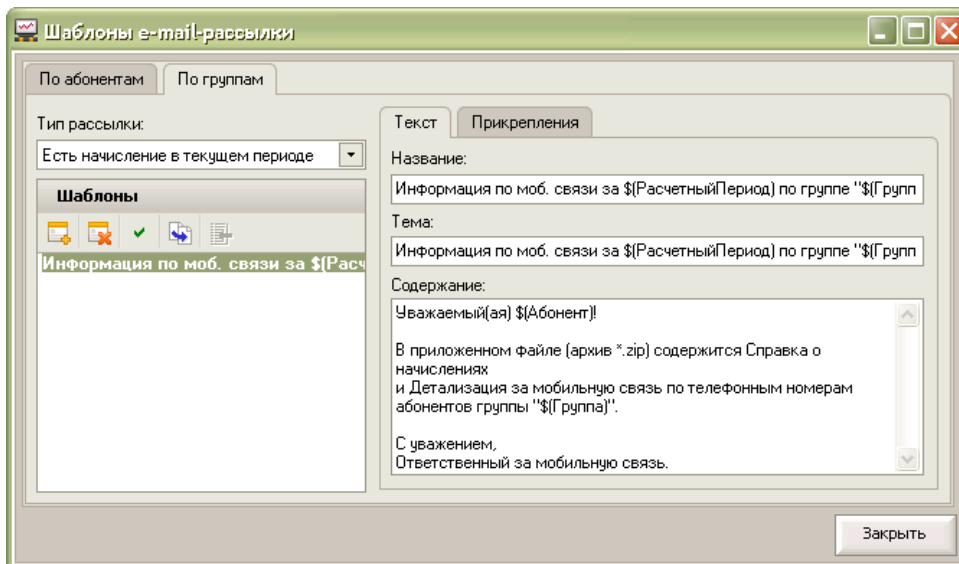 Шаблоны e-mail-рассылки
По абонентам
По группам
Тип рассылки:
Есть начисление в текущем периоде
Шаблоны
Информация по моб. связи за $(Расч
Текст
Прикрепления
Название:
Информация по моб. связи за $(РасчетныйПериод) по группе "$(Групп
Тема:
Информация по моб. связи за $(РасчетныйПериод) по группе "$(Групп
Содержание:
Уважаемый(ая) $(Абонент)!
В приложенном файле (архив *.zip) содержится Справка о
начислениях
и Детализация за мобильную связь по телефонным номерам
абонентов группы "$(Группа)".
С уважением,
Ответственный за мобильную связь.
Закрыть